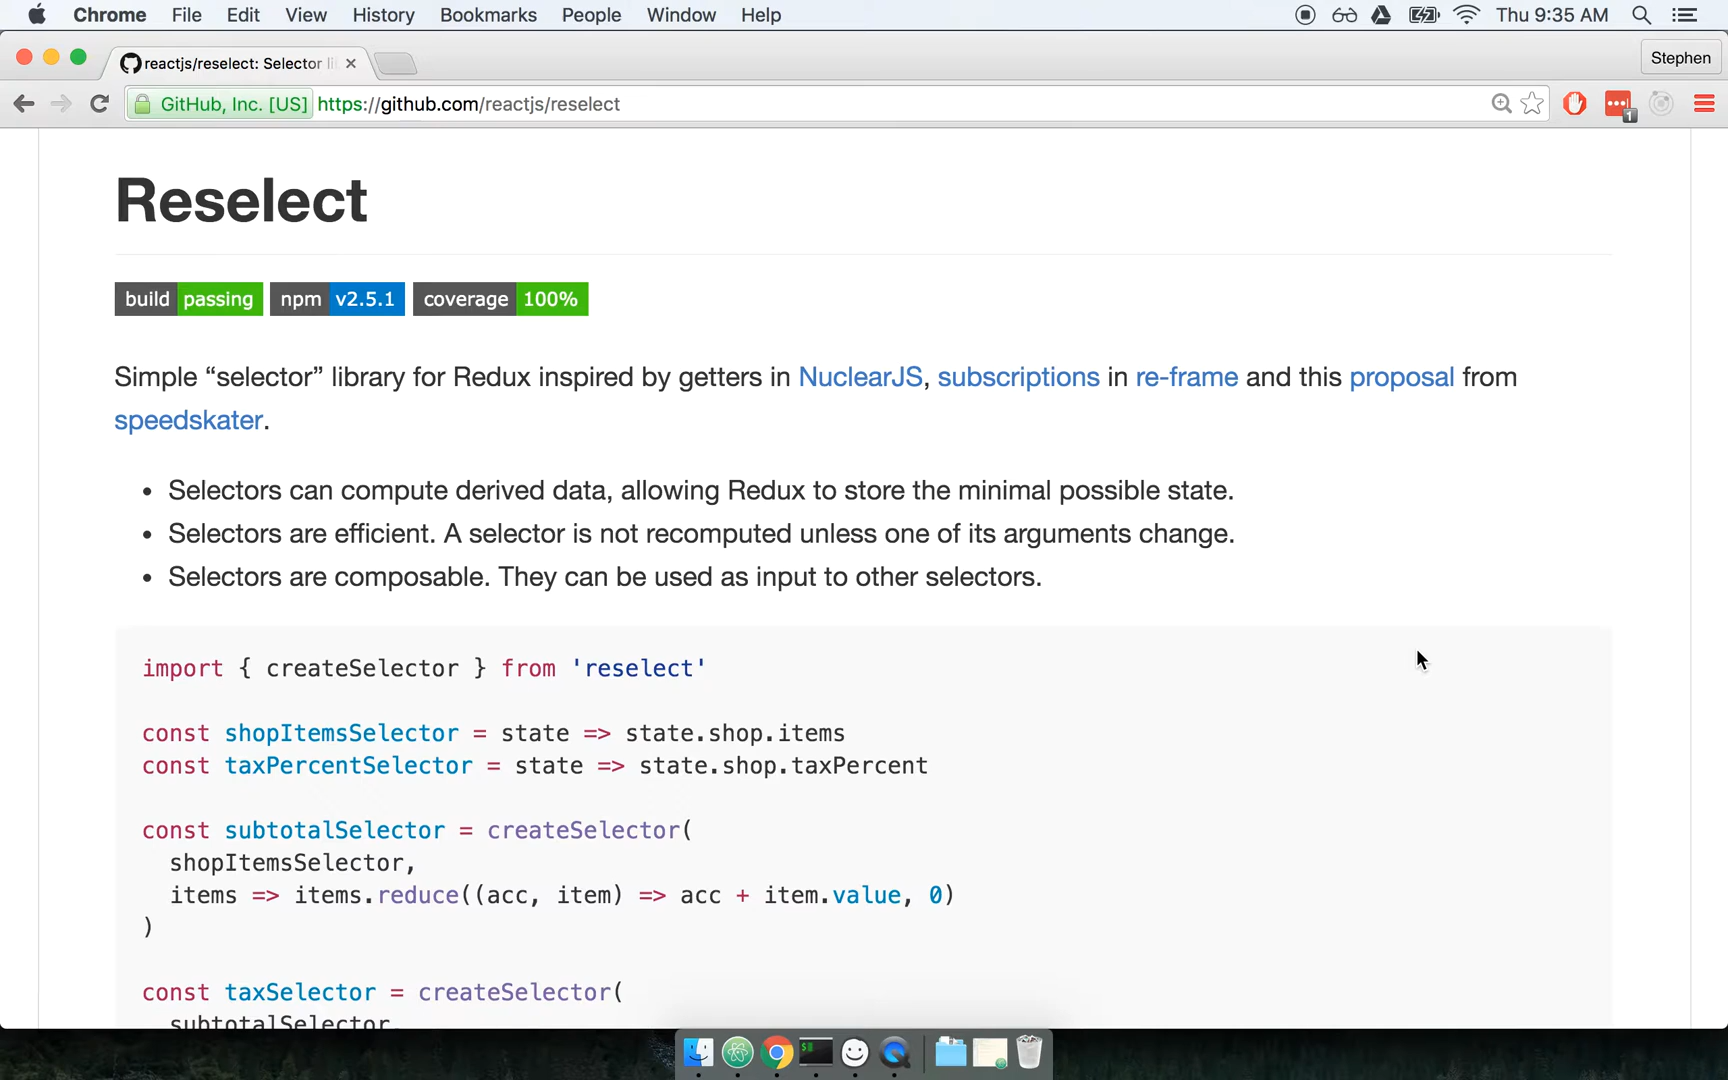 Chrome File Edit View History Bookmarks People Window Help Thu 9:35 AM
reactjs/reselect: Selector li Stephen
GitHub, Inc. [US] https://github.com/reactjs/reselect 1
Reselect
build passing npm v2.5.1 coverage 100%
Simple “selector” library for Redux inspired by getters in NuclearJS, subscriptions in re-frame and this proposal from
speedskater.
• Selectors can compute derived data, allowing Redux to store the minimal possible state.
• Selectors are efficient. A selector is not recomputed unless one of its arguments change.
• Selectors are composable. They can be used as input to other selectors.
import { createSelector } from 'reselect'
const shopItemsSelector = state => state.shop.items
const taxPercentSelector = state => state.shop.taxPercent
const subtotalSelector = createSelector(
shopItemsSelector,
items => items.reduce((acc, item) => acc + item.value, 0)
)
const taxSelector = createSelector(
subtotalSelector,